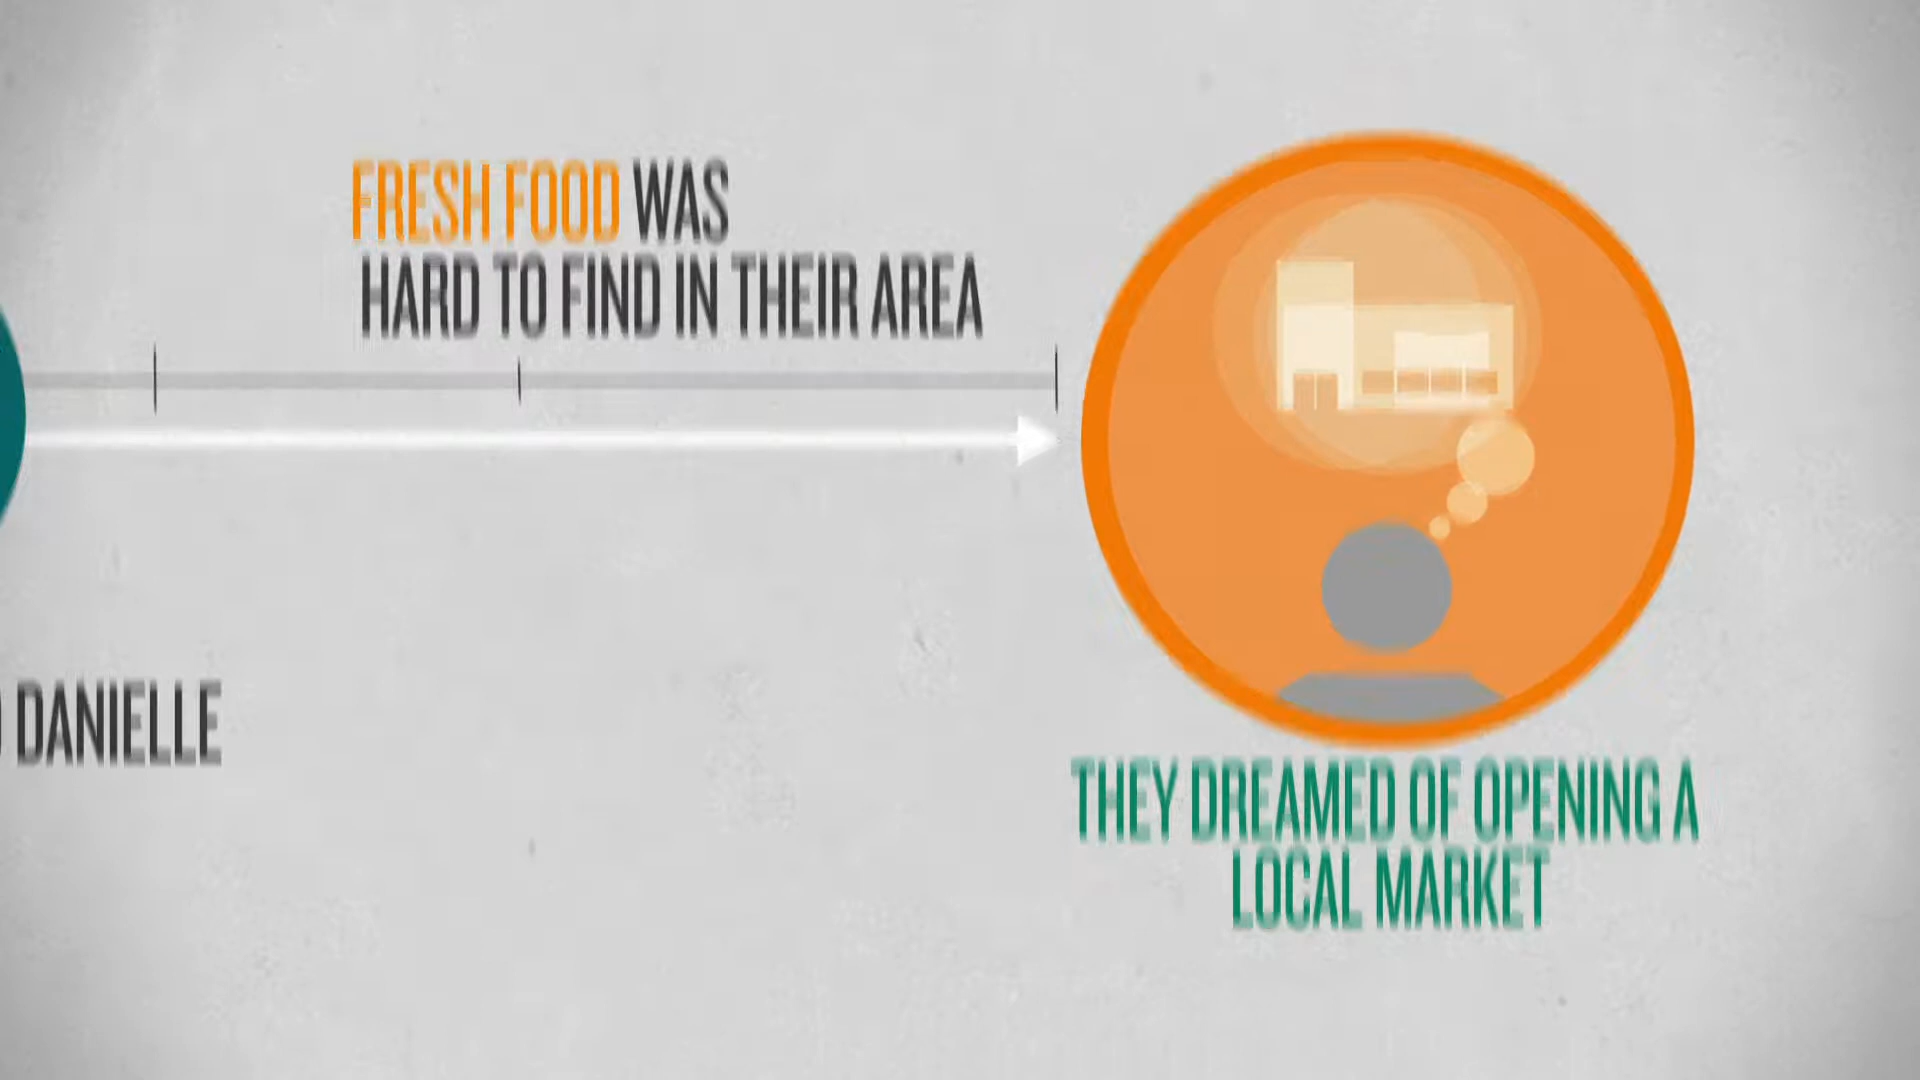 FRESH FOOD WAS
HARD TO FIND IN THEIR AREA
DANIELLE
THEY DREAMED OF OPENING A
LOCAL MARKET